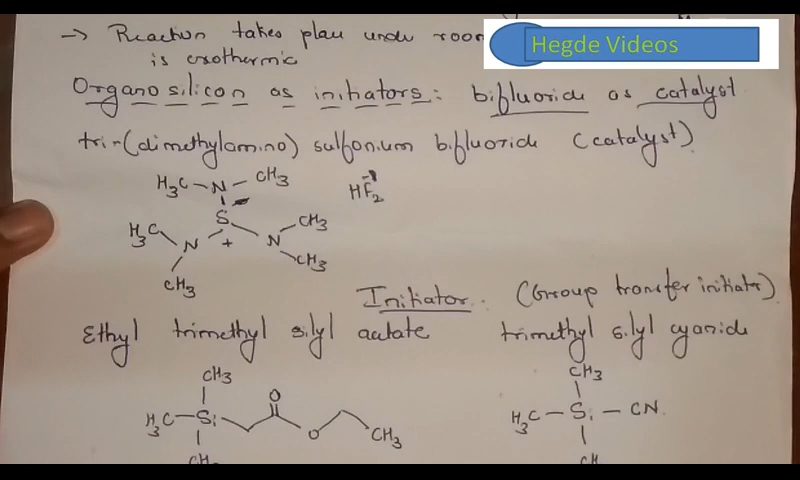 → Reaction takes place under room
is exothermic
Hegde Videos
Organosilicon as initiators: bifluoride as catalyst
tri-(dimethylamino) sulfonium bifluoride (catalyst)
H3C-N-CH3 HF2-
H3C S CH3
N + N
CH3 CH3
Initiator. (Group transfer initiator)
Ethyl trimethyl silyl acetate trimethyl silyl cyanide
CH3 O CH3
H3C-Si O CH3 H3C-Si-CN